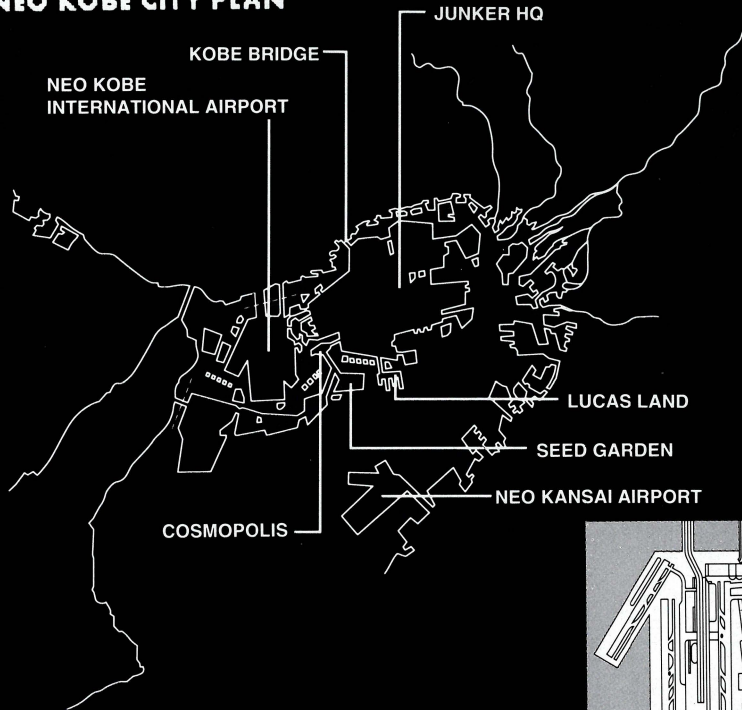 NEO KOBE CITY PLAN
JUNKER HQ
KOBE BRIDGE
NEO KOBE
INTERNATIONAL AIRPORT
LUCAS LAND
SEED GARDEN
NEO KANSAI AIRPORT
COSMOPOLIS